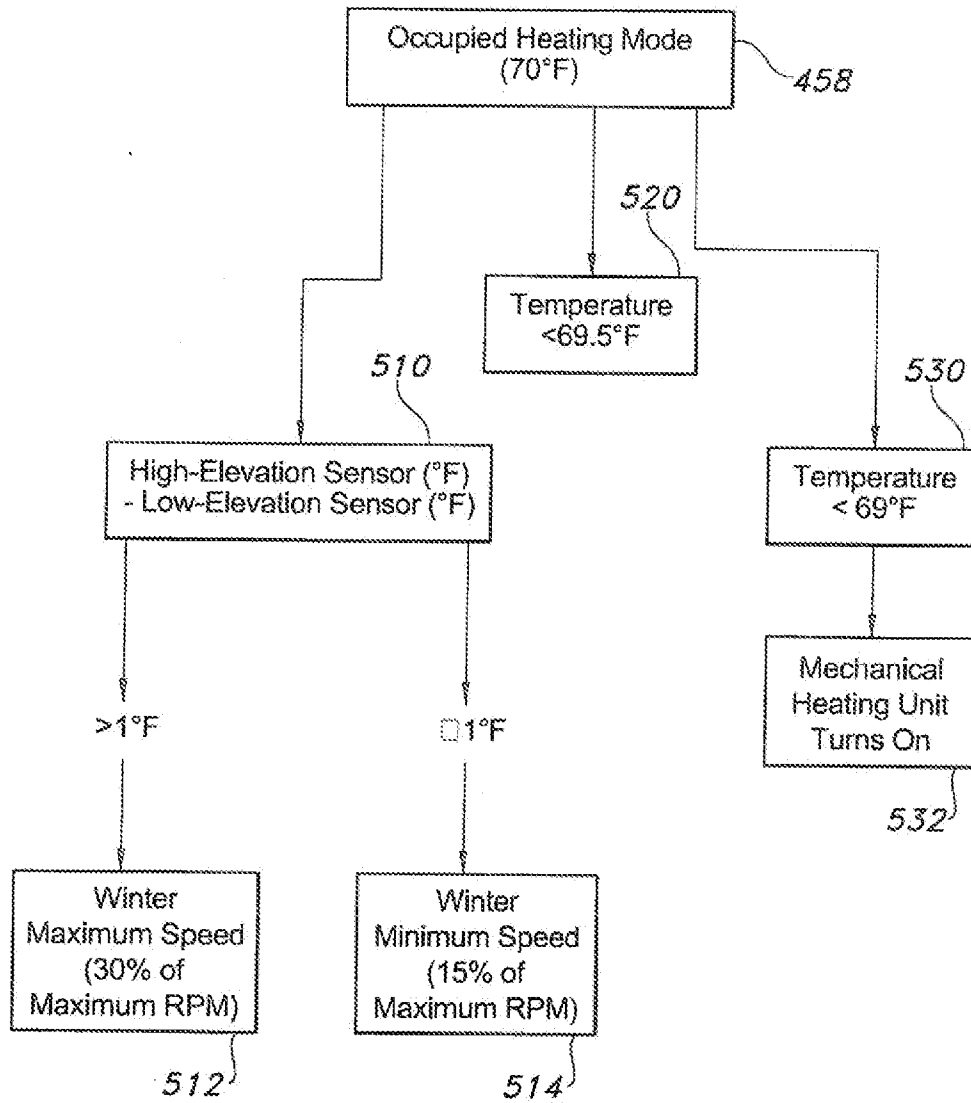 Occupied Heating Mode
(70°F)
458
520
Temperature
<69.5°F
510
530
High-Elevation Sensor (°F)
- Low-Elevation Sensor (°F)
Temperature
< 69°F
Mechanical
Heating Unit
Turns On
532
>1°F
□1°F
Winter
Maximum Speed
(30% of
Maximum RPM)
512
Winter
Minimum Speed
(15% of
Maximum RPM)
514